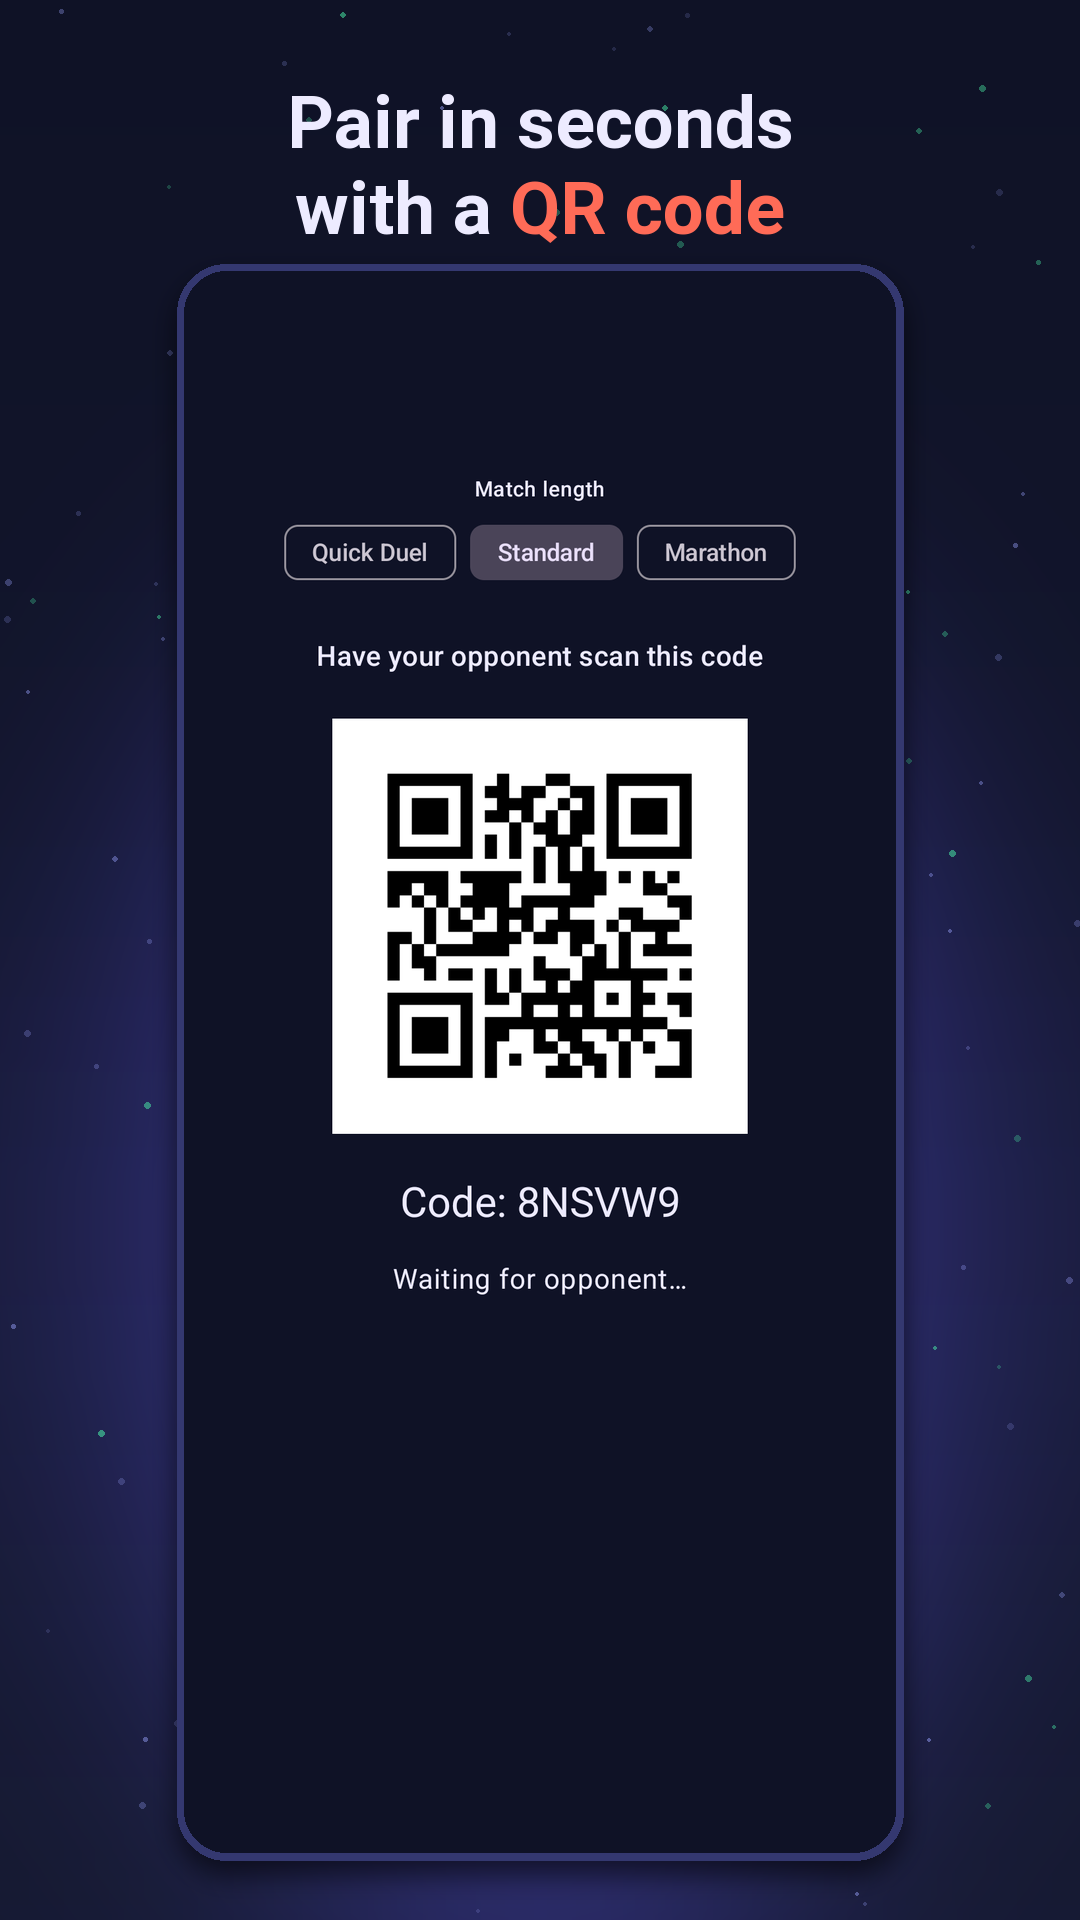 Pair in seconds
with a QR code
Match length
Quick Duel Standard Marathon
Have your opponent scan this code
Code: 8NSVW9
Waiting for opponent…